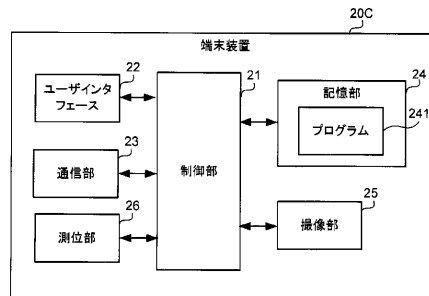 20C
端末装置
22
ユーザインタ
フェース
21
制御部
24
記憶部
プログラム
241
23
通信部
26
測位部
25
撮像部